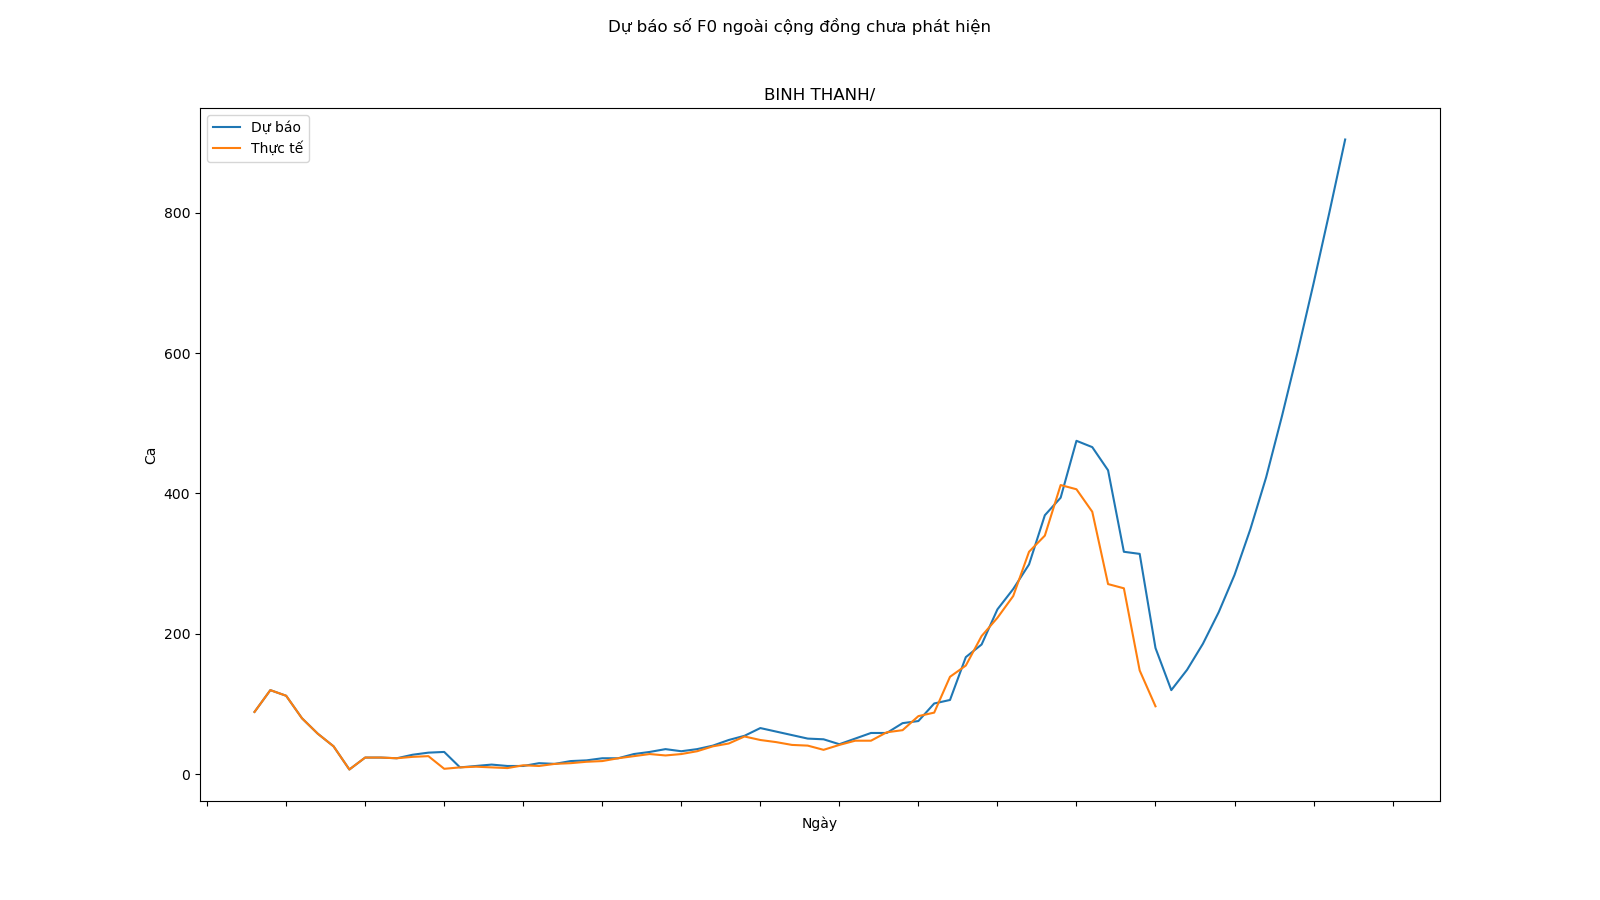 Dự báo số F0 ngoài cộng đồng chưa phát hiện
BINH THANH/
Dự báo
Thực tế
800
600
400
200
0
Ca
Ngày